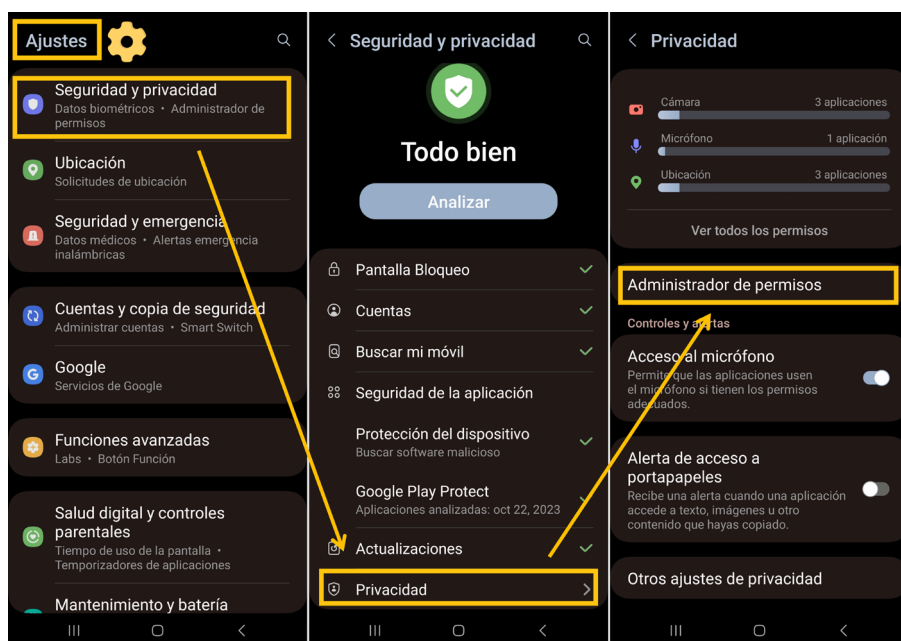 Ajustes
Seguridad y privacidad
Datos biométricos • Administrador de
permisos
Ubicación
Solicitudes de ubicación
Seguridad y emergencia
Datos médicos • Alertas emergencia
inalámbricas
Cuentas y copia de seguridad
Administrar cuentas • Smart Switch
Google
Servicios de Google
Funciones avanzadas
Labs • Botón Función
Salud digital y controles
parentales
Tiempo de uso de la pantalla •
Temporizadores de aplicaciones
Mantenimiento y batería
Seguridad y privacidad
Todo bien
Analizar
Pantalla Bloqueo
Cuentas
Buscar mi móvil
Seguridad de la aplicación
Protección del dispositivo
Buscar software malicioso
Google Play Protect
Aplicaciones analizadas: oct 22, 2023
Actualizaciones
Privacidad
Privacidad
Cámara 3 aplicaciones
Micrófono 1 aplicación
Ubicación 3 aplicaciones
Ver todos los permisos
Administrador de permisos
Controles y alertas
Acceso al micrófono
Permite que las aplicaciones usen
el micrófono si tienen los permisos
adecuados.
Alerta de acceso a
portapapeles
Recibe una alerta cuando una aplicación
accede a texto, imágenes u otro
contenido que hayas copiado.
Otros ajustes de privacidad